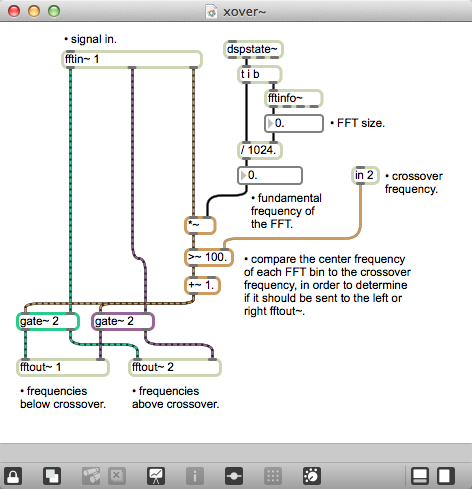 xover~
• signal in.
fftin~ 1
dspstate~
t i b
fftinfo~
0.
• FFT size.
/ 1024.
0.
in 2
• crossover
frequency.
• fundamental
frequency of
the FFT.
*~
>~ 100.
• compare the center frequency
of each FFT bin to the crossover
frequency, in order to determine
if it should be sent to the left or
right fftout~.
+~ 1.
gate~ 2
gate~ 2
fftout~ 1
fftout~ 2
• frequencies
below crossover.
• frequencies
above crossover.